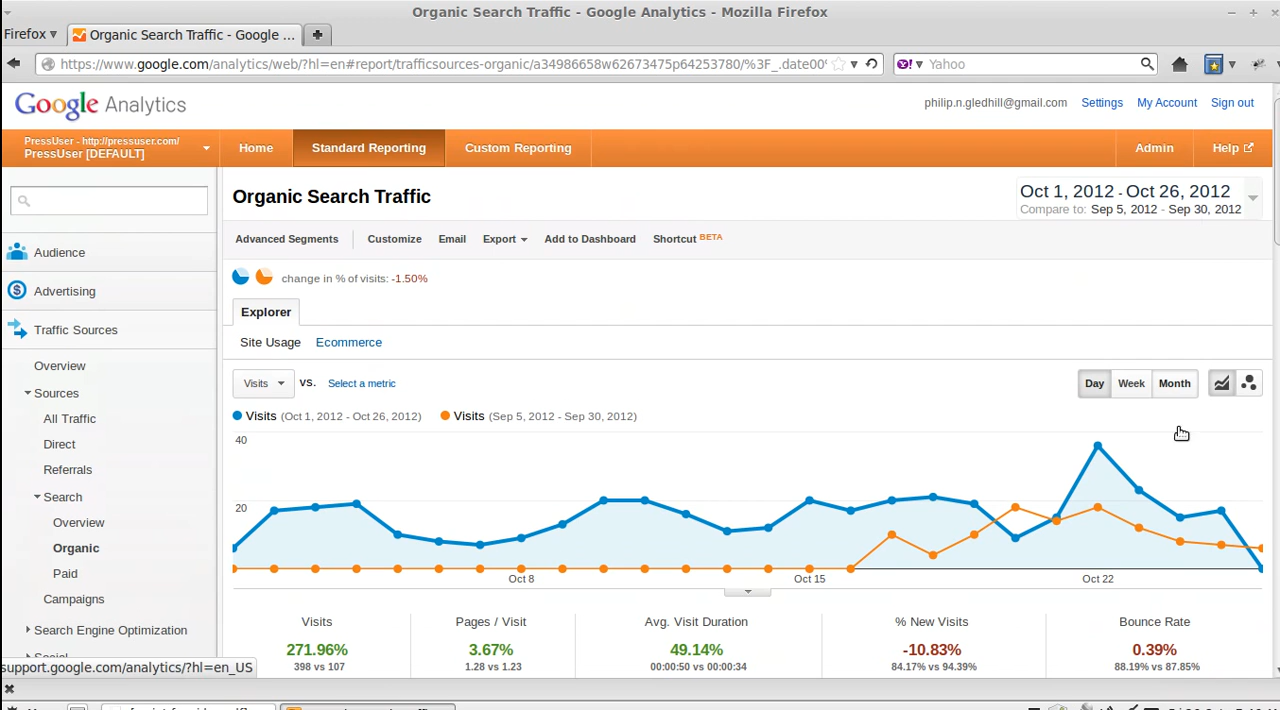 Organic Search Traffic - Google Analytics - Mozilla Firefox
Firefox
Organic Search Traffic - Google ...
https://www.google.com/analytics/web/?hl=en#report/trafficsources-organic/a34986658w62673475p64253780/%3F_.date00
Yahoo
Google Analytics
philip.n.gledhill@gmail.com Settings My Account Sign out
PressUser - http://pressuser.com/
PressUser [DEFAULT]
Home Standard Reporting Custom Reporting Admin Help
Organic Search Traffic
Oct 1, 2012 - Oct 26, 2012
Compare to: Sep 5, 2012 - Sep 30, 2012
Advanced Segments Customize Email Export Add to Dashboard Shortcut BETA
Audience
Advertising
Traffic Sources
Overview
Sources
All Traffic
Direct
Referrals
Search
Overview
Organic
Paid
Campaigns
Search Engine Optimization
Social
support.google.com/analytics/?hl=en_US
change in % of visits: -1.50%
Explorer
Site Usage Ecommerce
Visits VS. Select a metric
Day Week Month
Visits (Oct 1, 2012 - Oct 26, 2012) Visits (Sep 5, 2012 - Sep 30, 2012)
40
20
Oct 8 Oct 15 Oct 22
Visits Pages / Visit Avg. Visit Duration % New Visits Bounce Rate
271.96% 3.67% 49.14% -10.83% 0.39%
398 vs 107 1.28 vs 1.23 00:00:50 vs 00:00:34 84.17% vs 94.39% 88.19% vs 87.85%